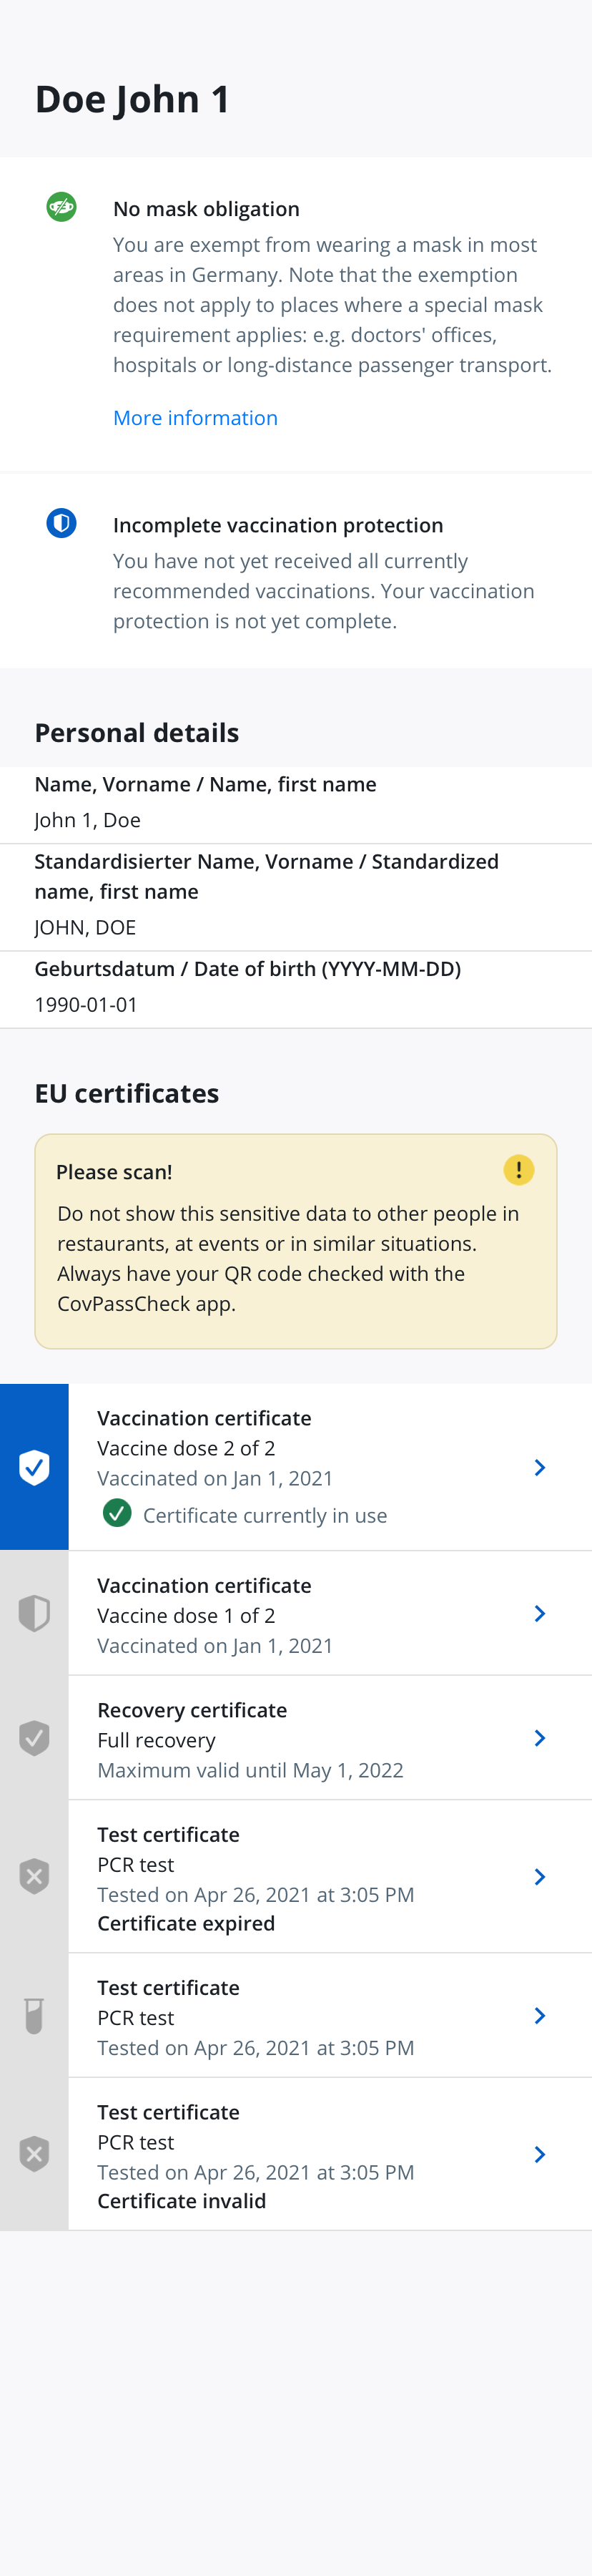 Doe John 1
No mask obligation
You are exempt from wearing a mask in most
areas in Germany. Note that the exemption
does not apply to places where a special mask
requirement applies: e.g. doctors' offices,
hospitals or long-distance passenger transport.
More information
Incomplete vaccination protection
You have not yet received all currently
recommended vaccinations. Your vaccination
protection is not yet complete.
Personal details
Name, Vorname / Name, first name
John 1, Doe
Standardisierter Name, Vorname / Standardized
name, first name
JOHN, DOE
Geburtsdatum / Date of birth (YYYY-MM-DD)
1990-01-01
EU certificates
Please scan!
Do not show this sensitive data to other people in
restaurants, at events or in similar situations.
Always have your QR code checked with the
CovPassCheck app.
Vaccination certificate
Vaccine dose 2 of 2
Vaccinated on Jan 1, 2021
Certificate currently in use
Vaccination certificate
Vaccine dose 1 of 2
Vaccinated on Jan 1, 2021
Recovery certificate
Full recovery
Maximum valid until May 1, 2022
Test certificate
PCR test
Tested on Apr 26, 2021 at 3:05 PM
Certificate expired
Test certificate
PCR test
Tested on Apr 26, 2021 at 3:05 PM
Test certificate
PCR test
Tested on Apr 26, 2021 at 3:05 PM
Certificate invalid